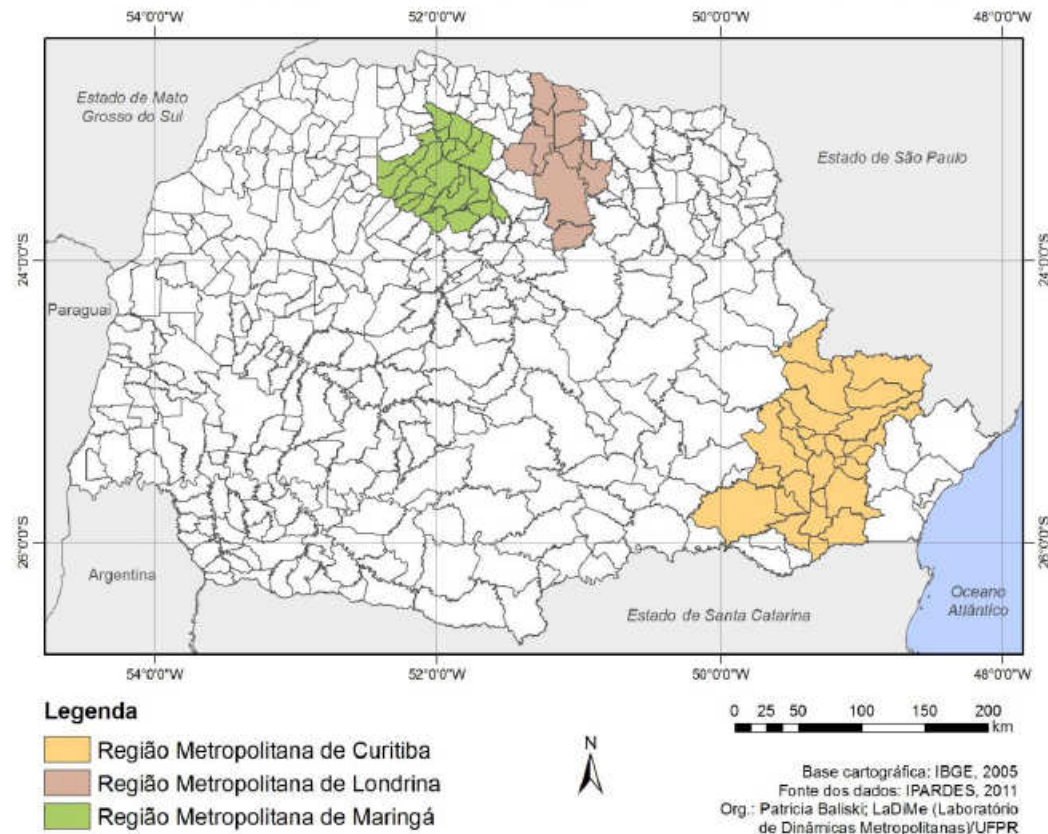 54°0'0"W 52°0'0"W 50°0'0"W 48°0'0"W
Estado de Mato
Grosso do Sul
Estado de São Paulo
24°0'0"S 24°0'0"S
Paraguai
26°0'0"S 26°0'0"S
Argentina
Estado de Santa Catarina
Oceano
Atlântico
54°0'0"W 52°0'0"W 50°0'0"W 48°0'0"W
Legenda
Região Metropolitana de Curitiba
Região Metropolitana de Londrina
Região Metropolitana de Maringá
N
0 25 50 100 150 200
km
Base cartográfica: IBGE, 2005
Fonte dos dados: IPARDES, 2011
Org.: Patricia Baliski; LaDiMe (Laboratório
de Dinâmicas Metropolitanas)/UFPR